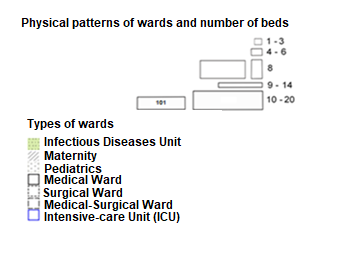 Physical patterns of wards and number of beds
1 - 3
4 - 6
8
9 - 14
101
10 - 20
Types of wards
Infectious Diseases Unit
Maternity
Pediatrics
Medical Ward
Surgical Ward
Medical-Surgical Ward
Intensive-care Unit (ICU)